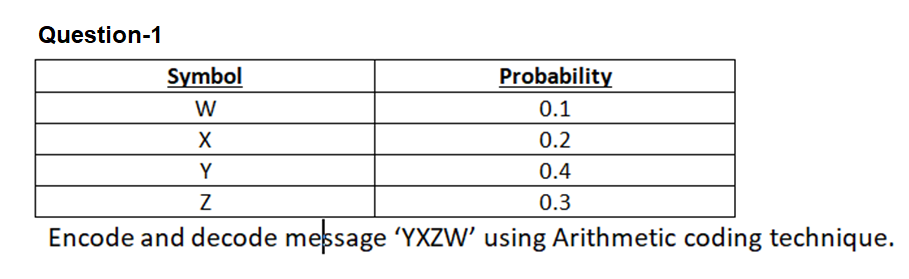 Question-1
Symbol Probability
W 0.1
X 0.2
Y 0.4
Z 0.3
Encode and decode message ‘YXZW’ using Arithmetic coding technique.